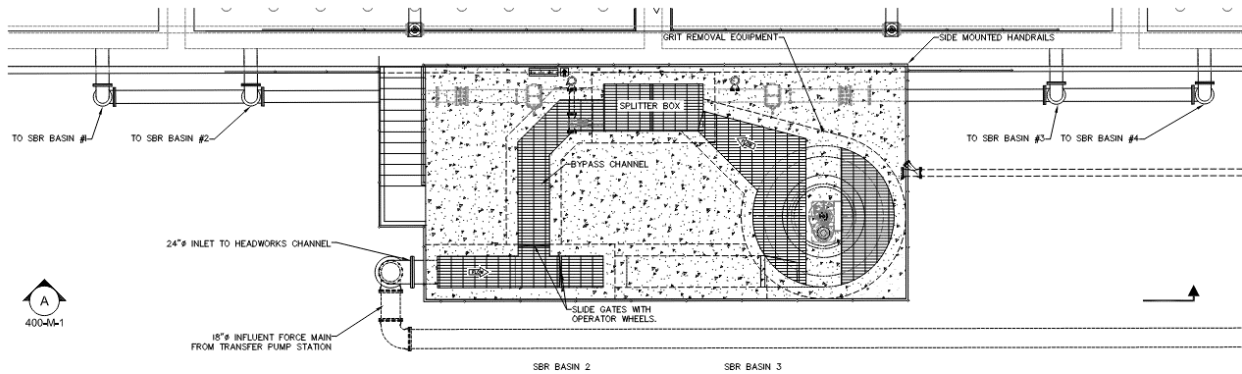 GRIT REMOVAL EQUIPMENT
SIDE MOUNTED HANDRAILS
SPLITTER BOX
TO SBR BASIN #1
TO SBR BASIN #2
TO SBR BASIN #3
TO SBR BASIN #4
BYPASS CHANNEL
24"ø INLET TO HEADWORKS CHANNEL
A
400-M-1
SLIDE GATES WITH
OPERATOR WHEELS.
18"ø INFLUENT FORCE MAIN
FROM TRANSFER PUMP STATION
SBR BASIN 2
SBR BASIN 3